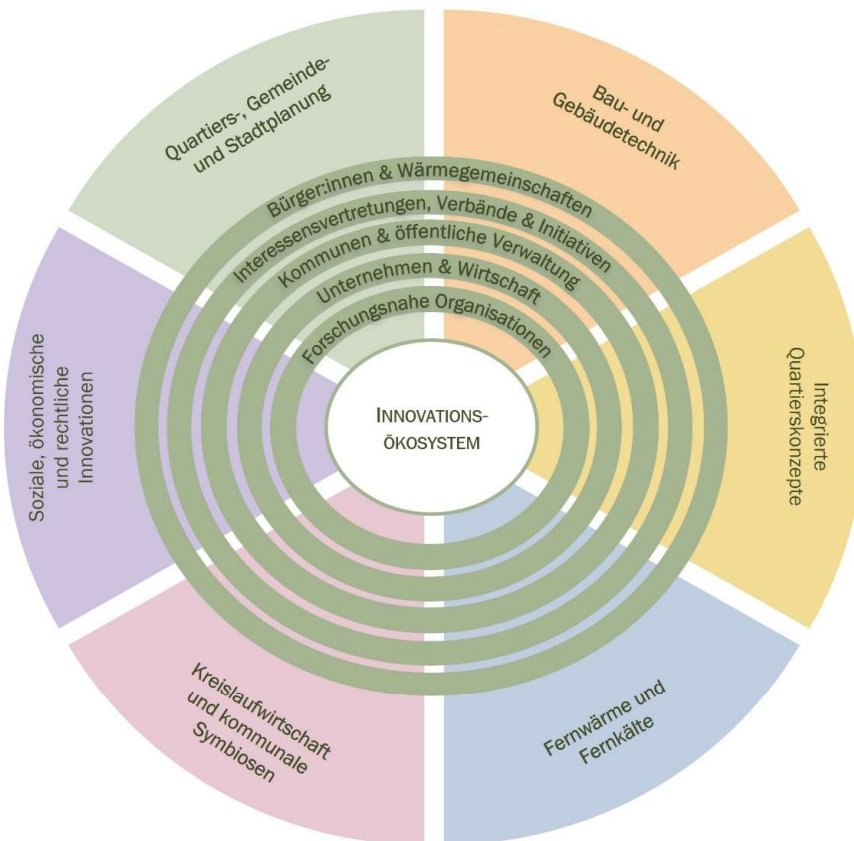 Quartiers-, Gemeinde-
und Stadtplanung
Bau- und
Gebäudetechnik
Bürger:innen & Wärmegemeinschaften
Interessensvertretungen, Verbände & Initiativen
Kommunen & öffentliche Verwaltung
Unternehmen & Wirtschaft
Forschungsnahe Organisationen
INNOVATIONS-
ÖKOSYSTEM
Soziale, ökonomische
und rechtliche
Innovationen
Integrierte
Quartierskonzepte
Kreislaufwirtschaft
und kommunale
Symbiosen
Fernwärme und
Fernkälte